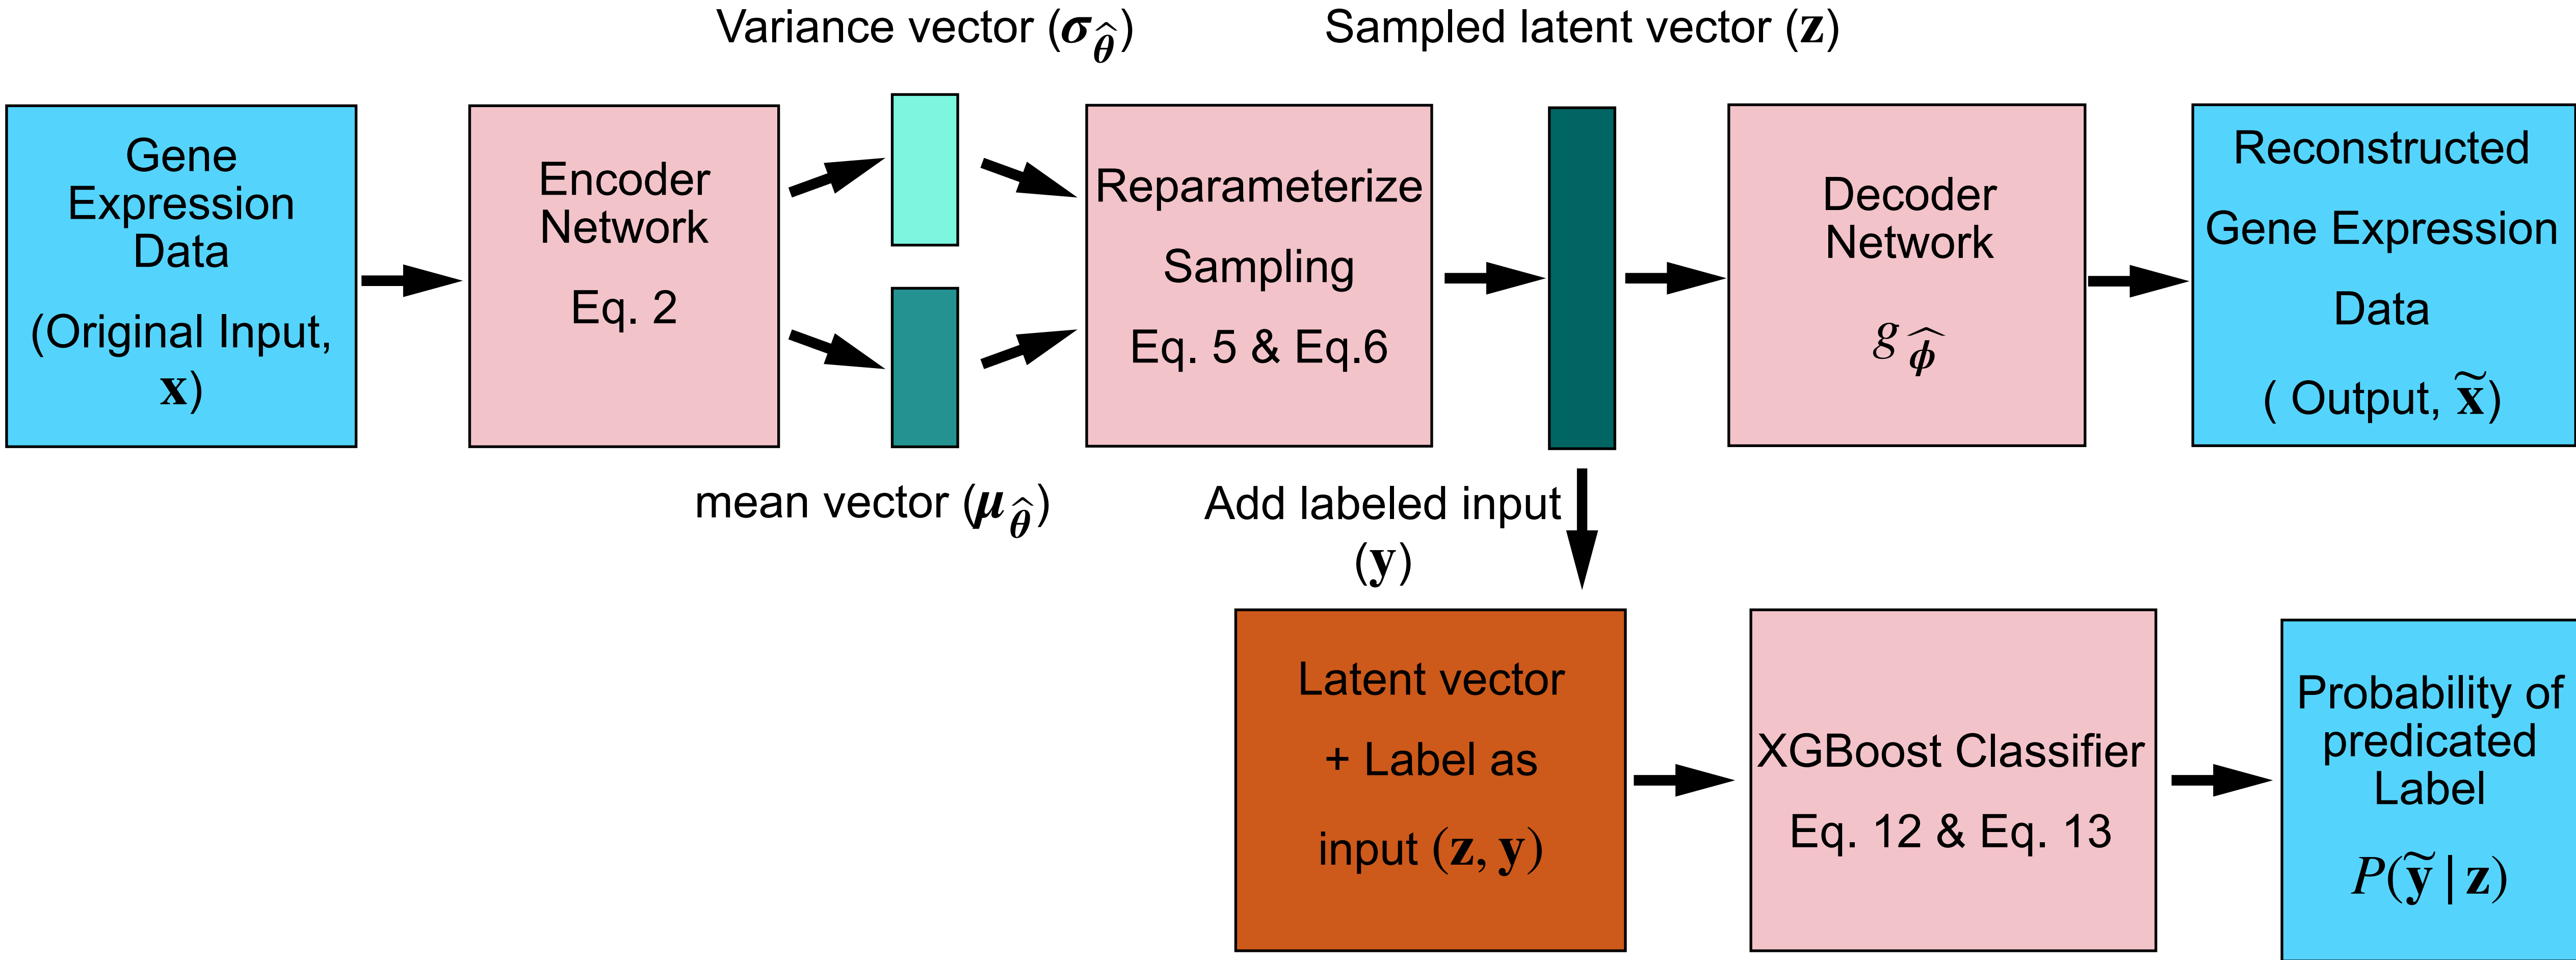 Variance vector (σ_θ̂)
Sampled latent vector (z)
Gene
Expression
Data
(Original Input,
x)
Encoder
Network
Eq. 2
Reparameterize
Sampling
Eq. 5 & Eq.6
Decoder
Network
g_ϕ̂
Reconstructed
Gene Expression
Data
( Output, x̃)
mean vector (μ_θ̂)
Add labeled input
(y)
Latent vector
+ Label as
input (z, y)
XGBoost Classifier
Eq. 12 & Eq. 13
Probability of
predicated
Label
P(ỹ | z)